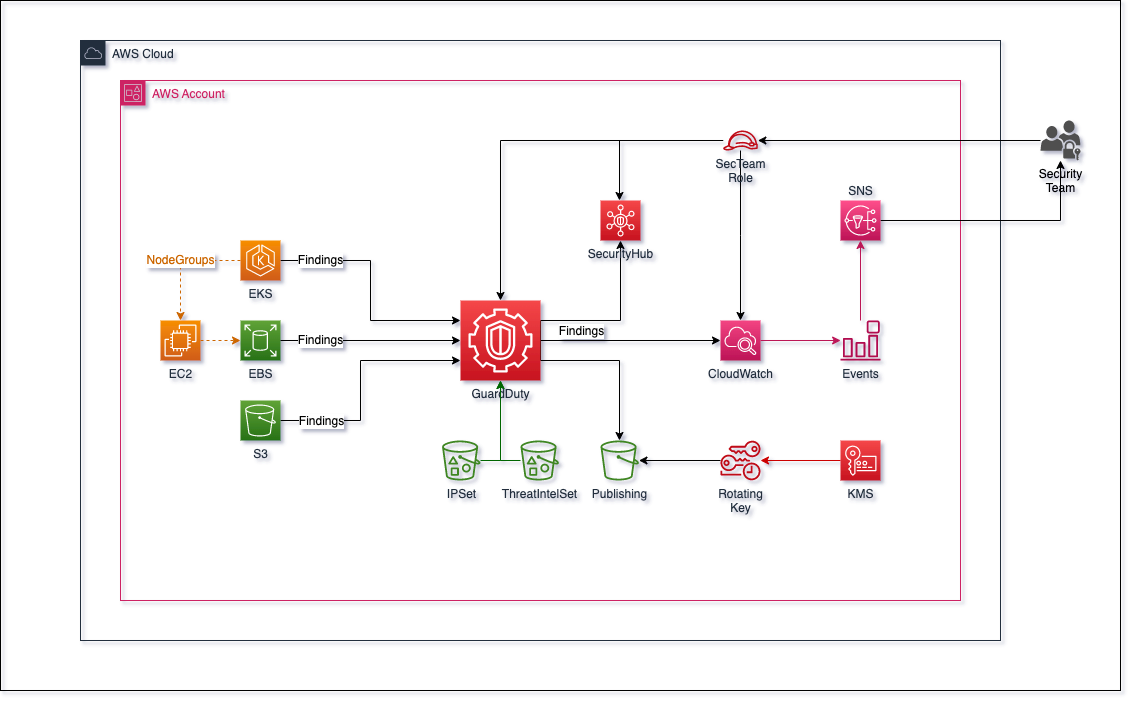 AWS Cloud
AWS Account
SecTeam
Role
Security
Team
SNS
SecurityHub
NodeGroups
Findings
EKS
Findings
Findings
EC2
EBS
GuardDuty
CloudWatch
Events
Findings
S3
IPSet
ThreatIntelSet
Publishing
Rotating
Key
KMS